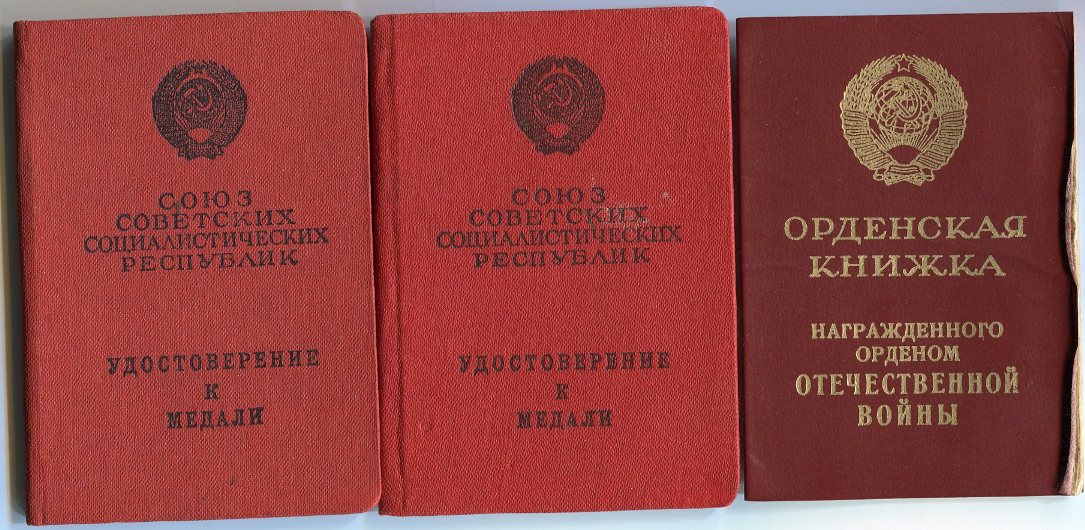 СОЮЗ
СОВЕТСКИХ
СОЦИАЛИСТИЧЕСКИХ
РЕСПУБЛИК
УДОСТОВЕРЕНИЕ
К
МЕДАЛИ
СОЮЗ
СОВЕТСКИХ
СОЦИАЛИСТИЧЕСКИХ
РЕСПУБЛИК
УДОСТОВЕРЕНИЕ
К
МЕДАЛИ
ОРДЕНСКАЯ
КНИЖКА
НАГРАЖДЕННОГО
ОРДЕНОМ
ОТЕЧЕСТВЕННОЙ
ВОЙНЫ